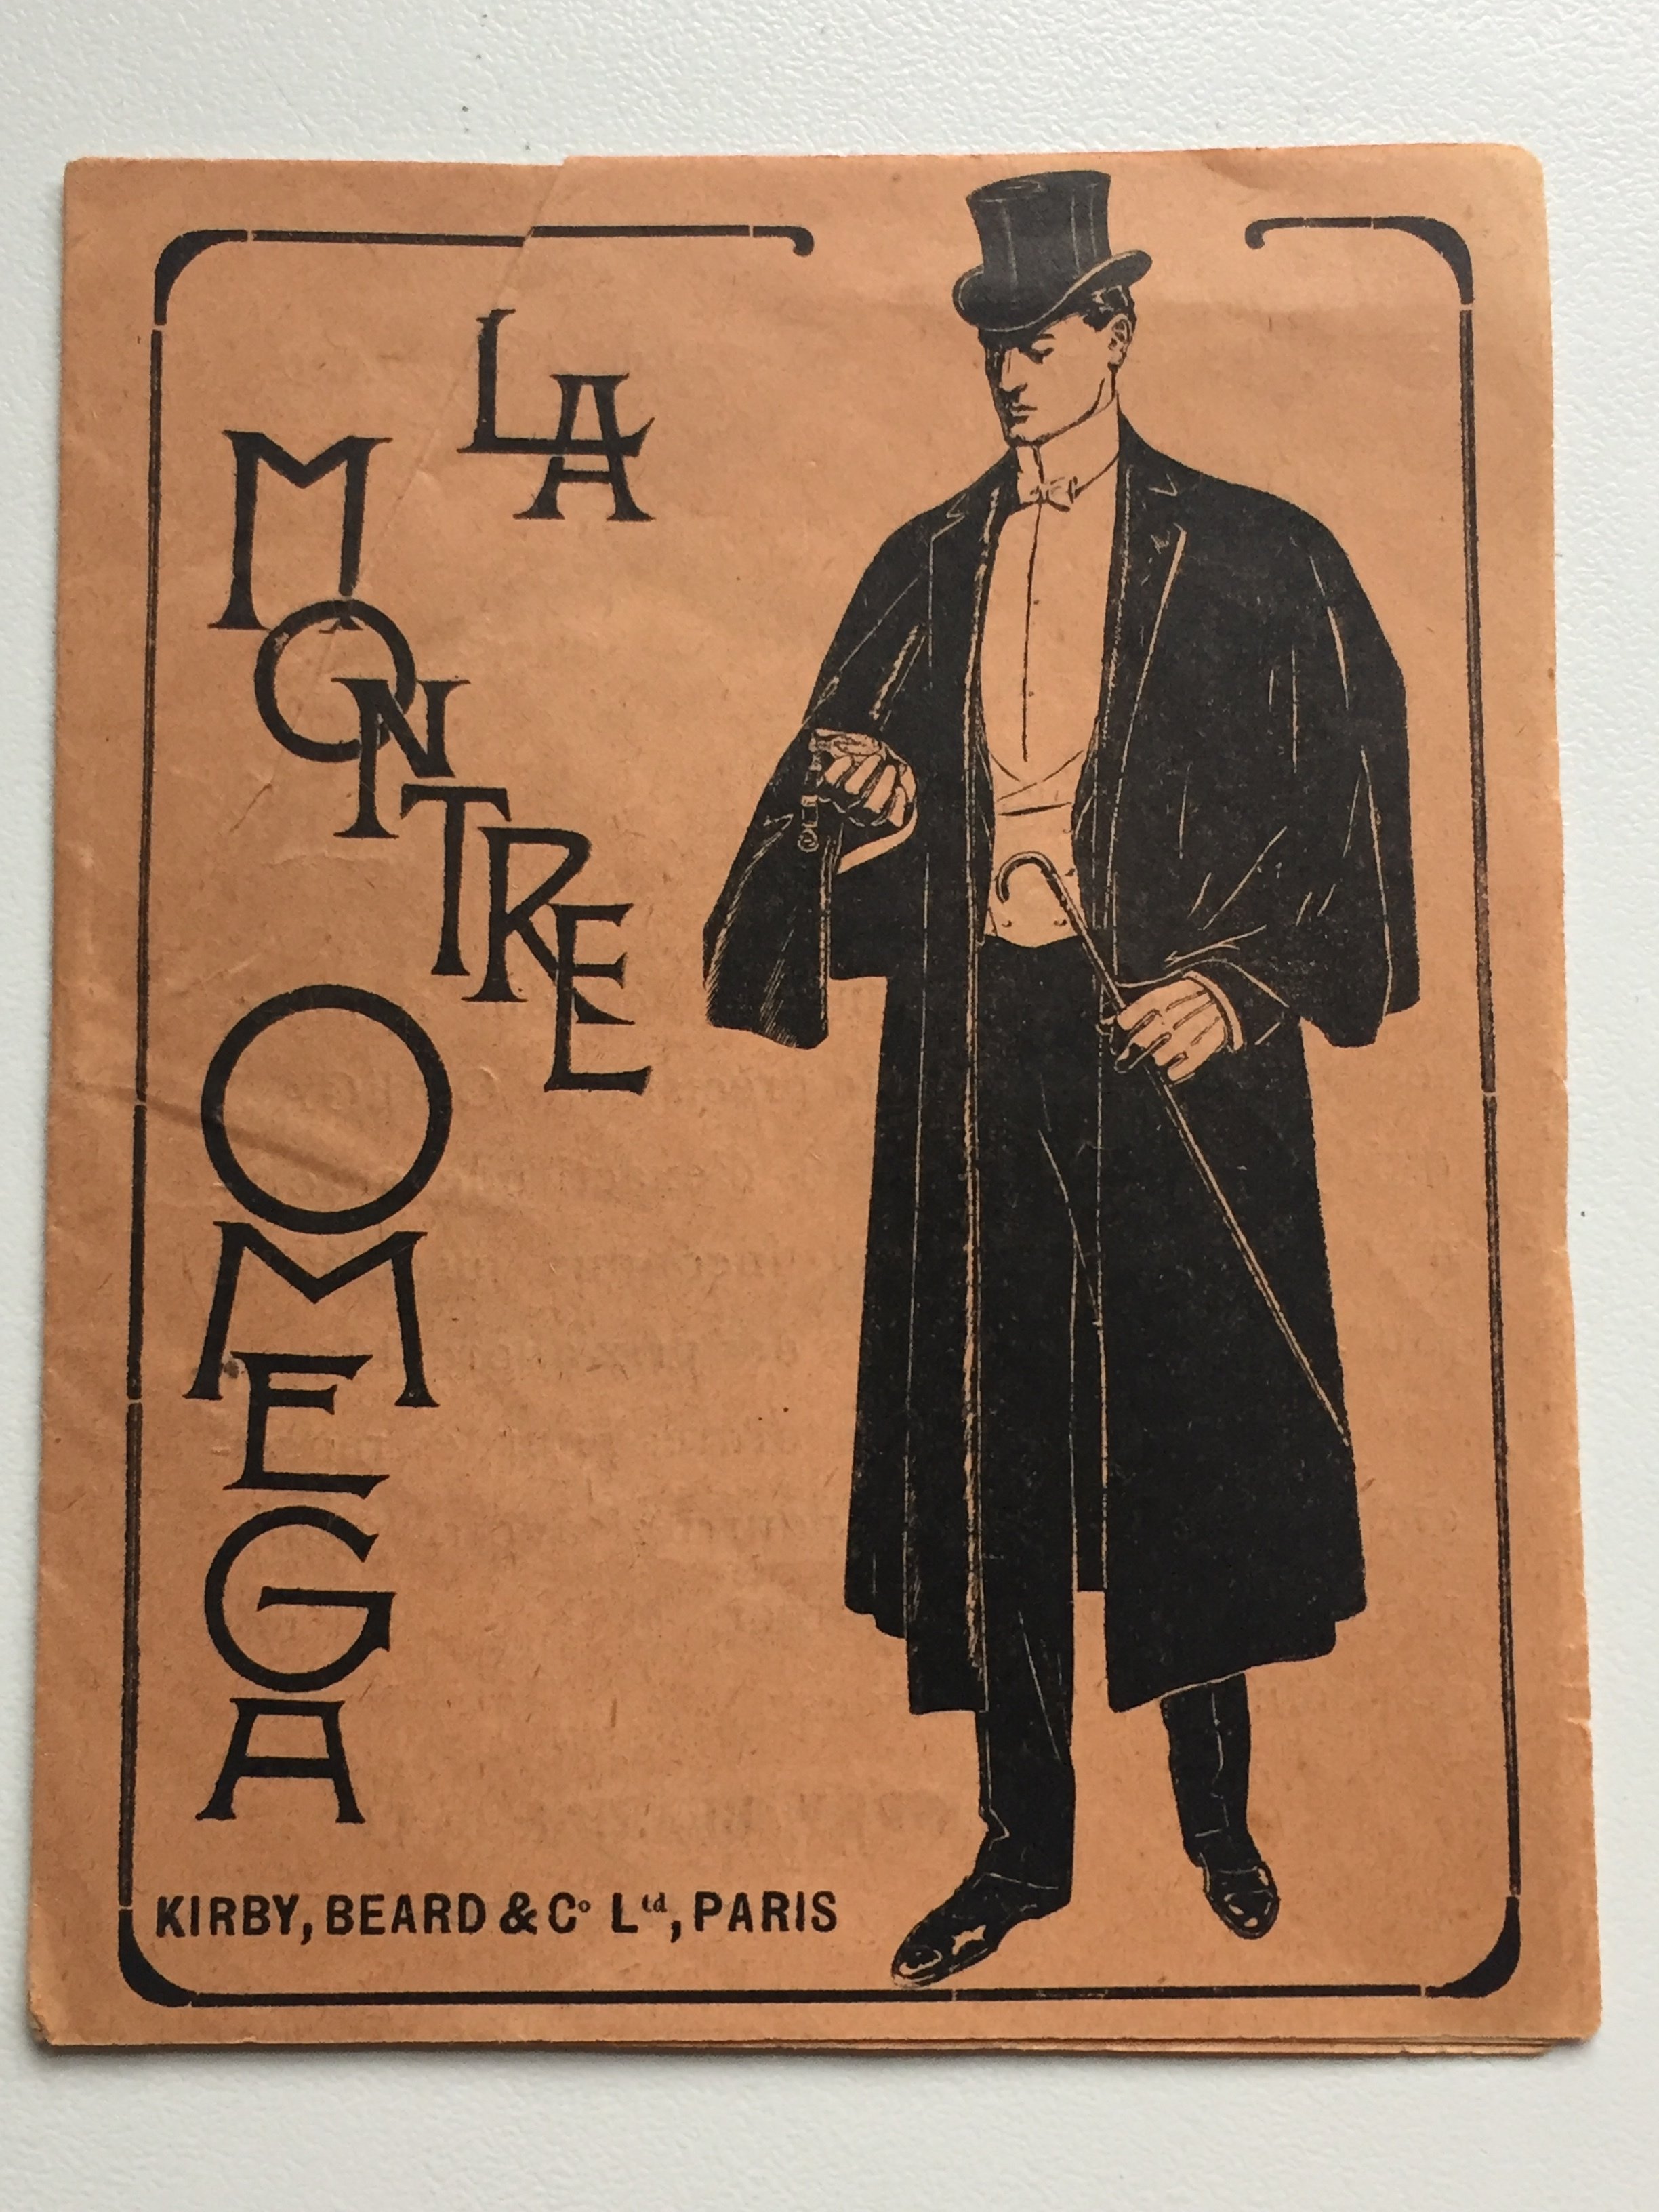 LA
MONTRE
OMEGA
KIRBY, BEARD & Cº Lᵗᵈ, PARIS